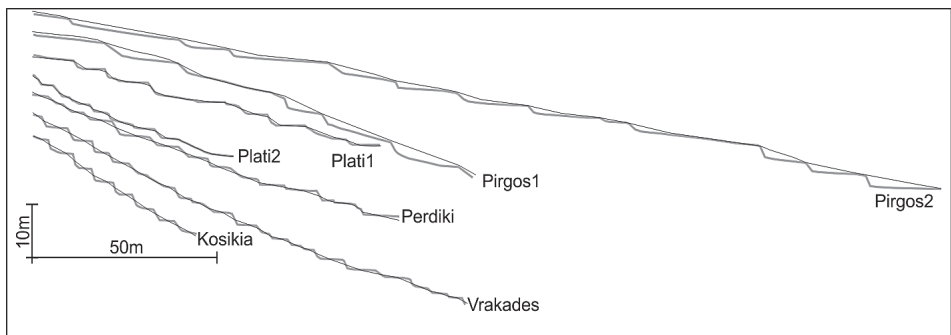 Plati2
Plati1
Pirgos1
Pirgos2
Perdiki
Kosikia
10m
50m
Vrakades